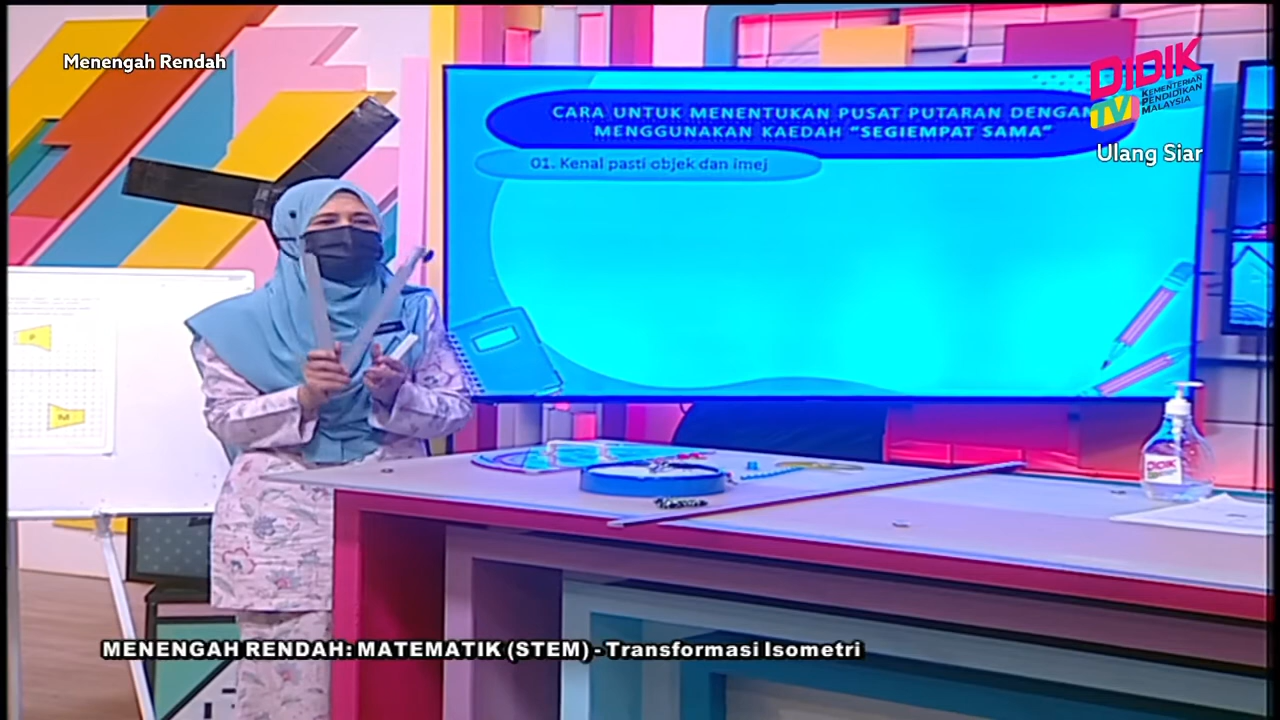 Menengah Rendah
DIDIK
TV
KEMENTERIAN
PENDIDIKAN
MALAYSIA
Ulang Siar
CARA UNTUK MENENTUKAN PUSAT PUTARAN DENGAN
MENGGUNAKAN KAEDAH "SEGIEMPAT SAMA"
01. Kenal pasti objek dan imej
P
M
DIDIK
MENENGAH RENDAH: MATEMATIK (STEM) - Transformasi Isometri